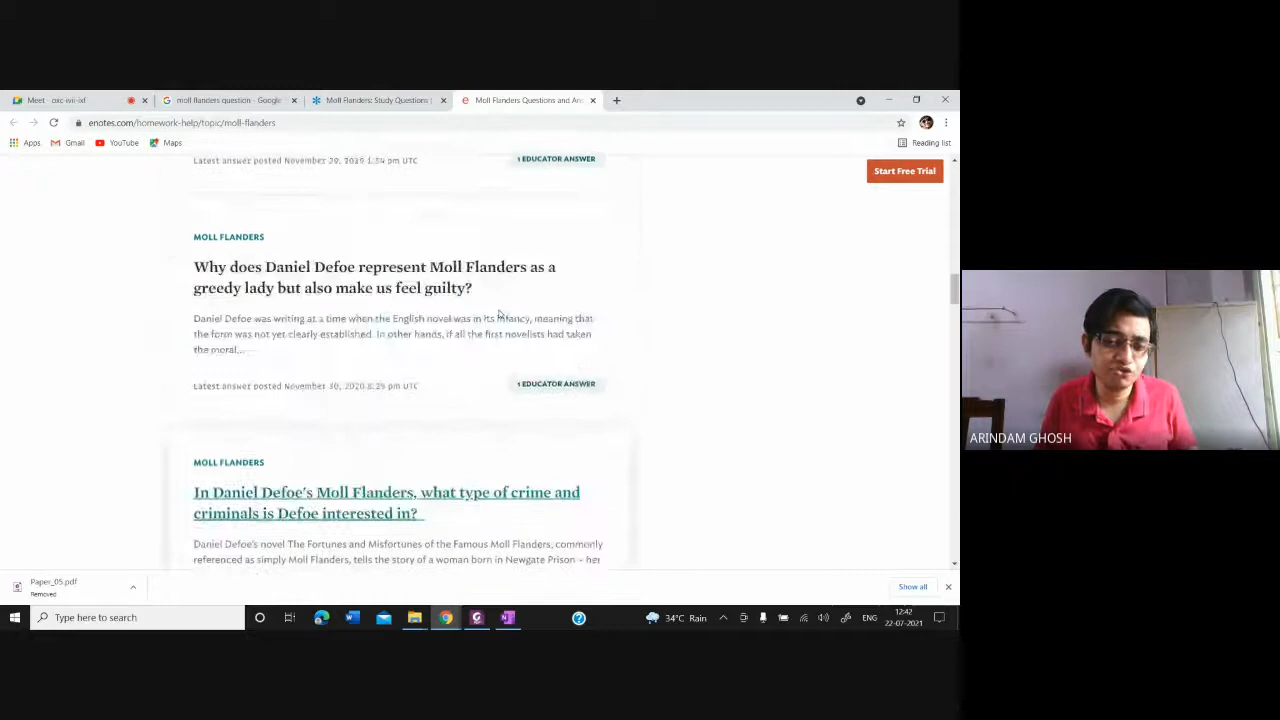 Meet - oxc-ivii-ixf
moll flanders question - Google
Moll Flanders: Study Questions |
Moll Flanders Questions and Ans
enotes.com/homework-help/topic/moll-flanders
Apps
Gmail
YouTube
Maps
Reading list
Latest answer posted November 1:34 pm UTC
1 EDUCATOR ANSWER
Start Free Trial
MOLL FLANDERS
Why does Daniel Defoe represent Moll Flanders as a
greedy lady but also make us feel guilty?
Daniel Defoe was writing at a time when the English novel was in its infancy, meaning that
the form was not yet clearly established. In other hands, if all the first novelists had taken
the moral...
Latest answer posted November 30, 2020 8:29 pm UTC
1 EDUCATOR ANSWER
MOLL FLANDERS
In Daniel Defoe's Moll Flanders, what type of crime and
criminals is Defoe interested in?
Daniel Defoe's novel The Fortunes and Misfortunes of the Famous Moll Flanders, commonly
referenced as simply Moll Flanders, tells the story of a woman born in Newgate Prison – her
ARINDAM GHOSH
Paper_05.pdf
Removed
Show all
Type here to search
34°C Rain
ENG
12:42
22-07-2021